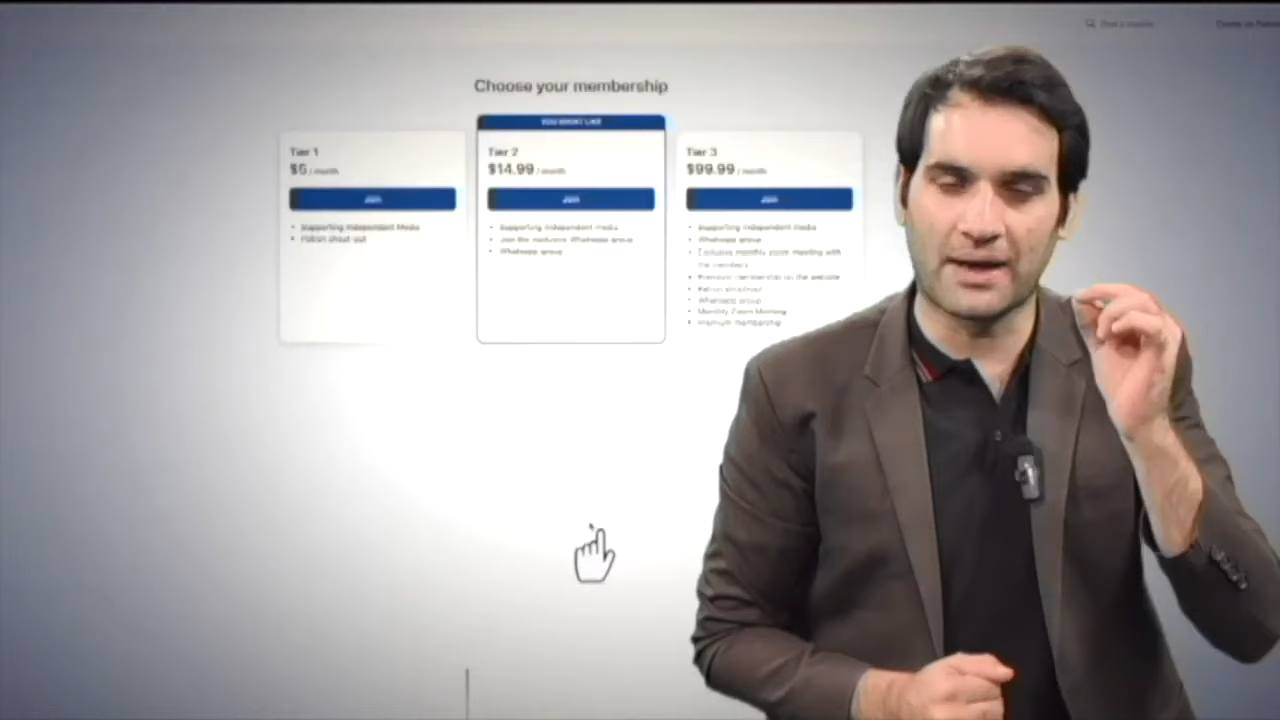 Choose your membership
YOU MIGHT LIKE
Tier 1
$5 / month
Join
Supporting Independent Media
Patron shout out
Tier 2
$14.99 / month
Join
Supporting independent media
Join the exclusive Whatsapp group
Whatsapp group
Tier 3
$99.99 / month
Join
Supporting independent media
Whatsapp group
Exclusive monthly zoom meeting with
the members
Premium membership on the website
Patron
Whatsapp group
Monthly Zoom Meeting
Premium membership